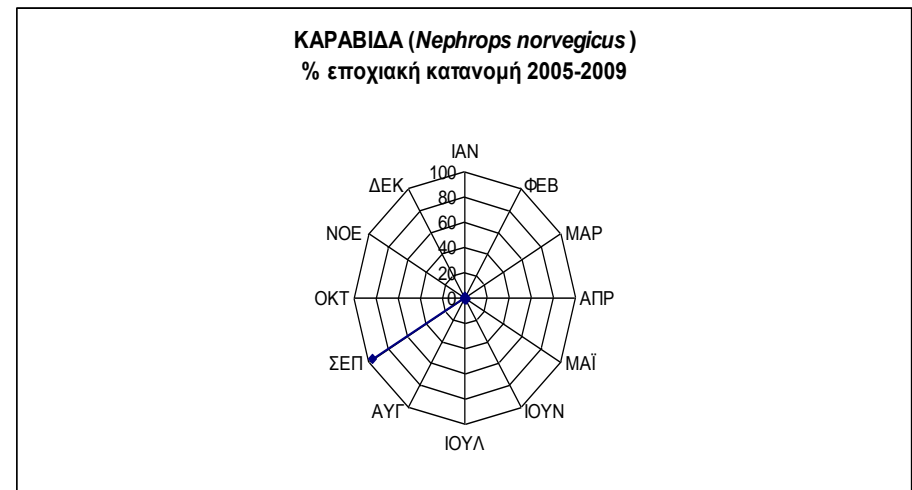 ΚΑΡΑΒΙΔΑ (Nephrops norvegicus )
% εποχιακή κατανομή 2005-2009
ΙΑΝ
ΦΕΒ
ΜΑΡ
ΑΠΡ
ΜΑΪ
ΙΟΥΝ
ΙΟΥΛ
ΑΥΓ
ΣΕΠ
ΟΚΤ
ΝΟΕ
ΔΕΚ
100
80
60
40
20
0